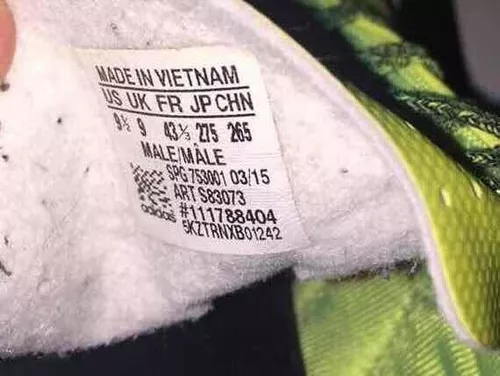 MADE IN VIETNAM
US UK FR JP CHN
9½ 9 43⅓ 275 265
MALE/MÂLE
SPG 753001 03/15
ART S83073
#111788404
adidas
5KZTRNXB01242